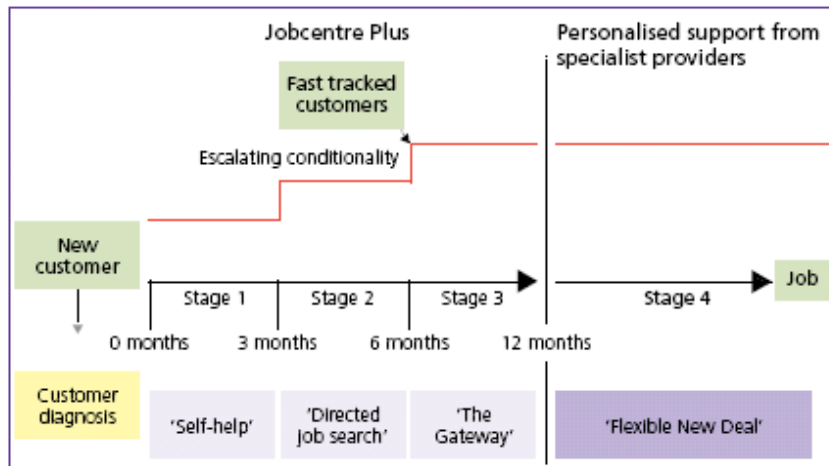 Jobcentre Plus
Personalised support from
specialist providers
Fast tracked
customers
Escalating conditionality
New
customer
Stage 1
Stage 2
Stage 3
Stage 4
Job
0 months
3 months
6 months
12 months
Customer
diagnosis
'Self-help'
'Directed
job search'
'The
Gateway'
'Flexible New Deal'